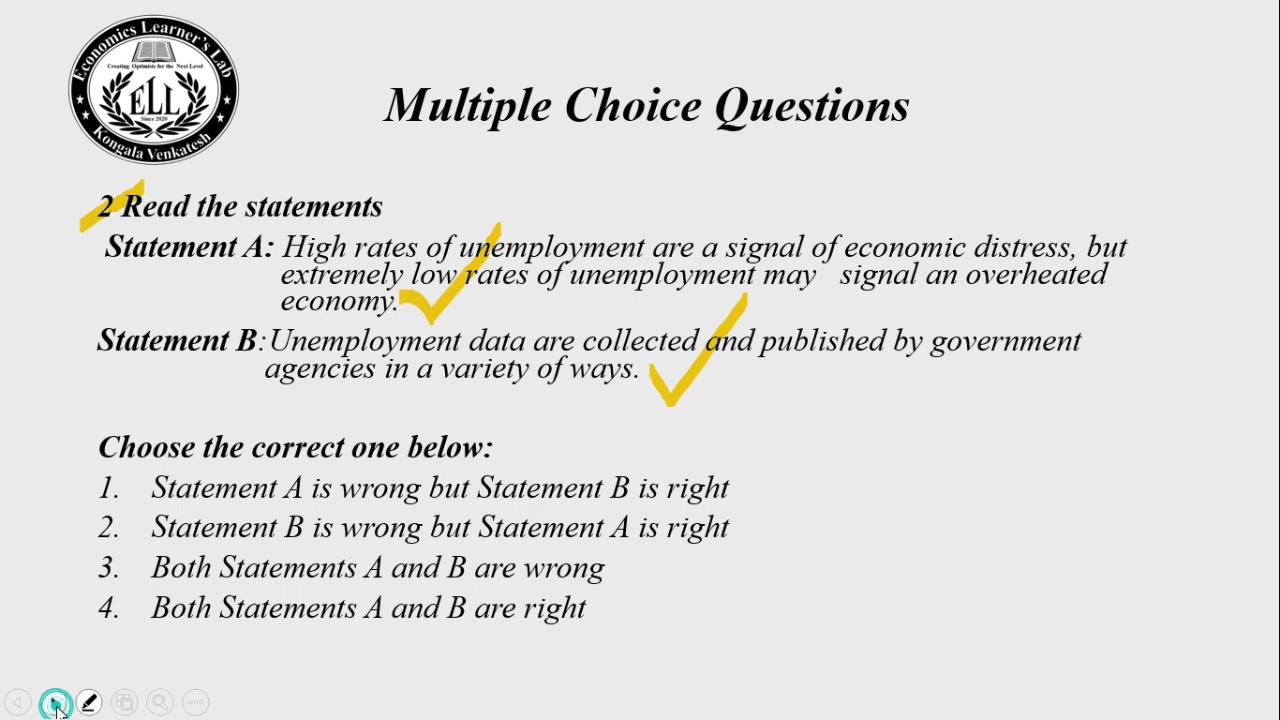 Economics Learner's Lab
Creating Optimists for the Next Level
ELL
Since 2020
Kongala Venkatesh
Multiple Choice Questions
2 Read the statements
Statement A: High rates of unemployment are a signal of economic distress, but
extremely low rates of unemployment may signal an overheated
economy.
Statement B:Unemployment data are collected and published by government
agencies in a variety of ways.
Choose the correct one below:
1. Statement A is wrong but Statement B is right
2. Statement B is wrong but Statement A is right
3. Both Statements A and B are wrong
4. Both Statements A and B are right